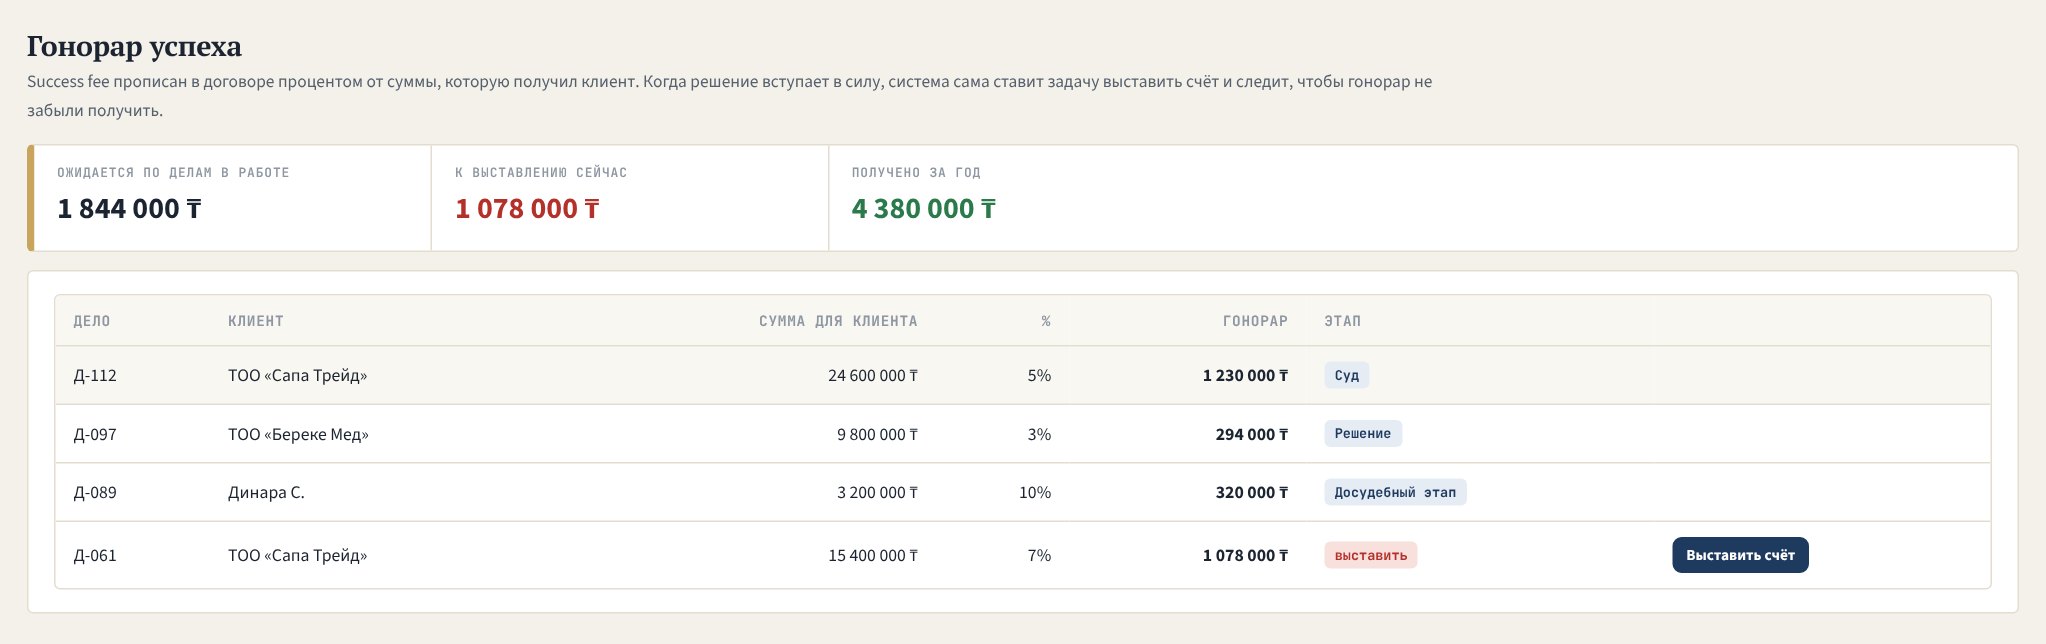 Гонорар успеха
Success fee прописан в договоре процентом от суммы, которую получил клиент. Когда решение вступает в силу, система сама ставит задачу выставить счёт и следит, чтобы гонорар не
забыли получить.
ОЖИДАЕТСЯ ПО ДЕЛАМ В РАБОТЕ
1 844 000 ₸
К ВЫСТАВЛЕНИЮ СЕЙЧАС
1 078 000 ₸
ПОЛУЧЕНО ЗА ГОД
4 380 000 ₸
ДЕЛО КЛИЕНТ СУММА ДЛЯ КЛИЕНТА % ГОНОРАР ЭТАП
Д-112 ТОО «Сапа Трейд» 24 600 000 ₸ 5% 1 230 000 ₸ Суд
Д-097 ТОО «Береке Мед» 9 800 000 ₸ 3% 294 000 ₸ Решение
Д-089 Динара С. 3 200 000 ₸ 10% 320 000 ₸ Досудебный этап
Д-061 ТОО «Сапа Трейд» 15 400 000 ₸ 7% 1 078 000 ₸ выставить Выставить счёт